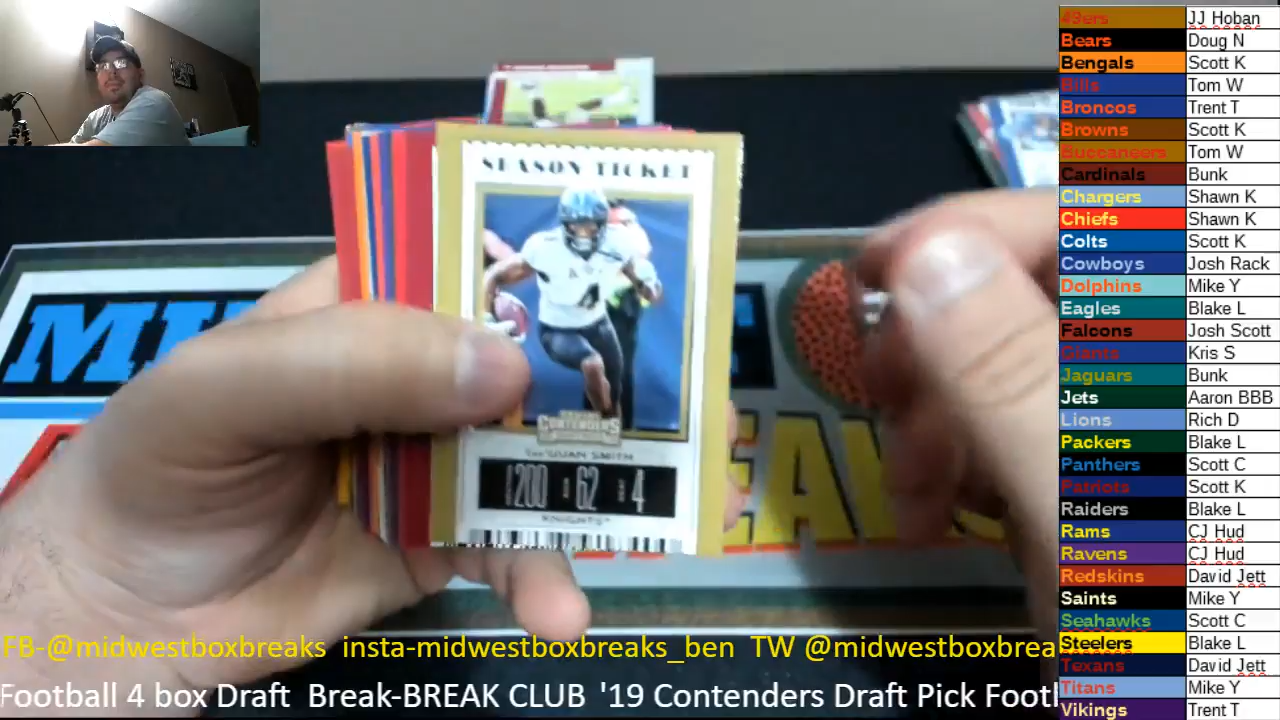 SEASON TICKET
4
CONTENDERS
TRE'QUAN SMITH
200 62 4
KNIGHTS
49ers JJ Hoban
Bears Doug N
Bengals Scott K
Bills Tom W
Broncos Trent T
Browns Scott K
Buccaneers Tom W
Cardinals Bunk
Chargers Shawn K
Chiefs Shawn K
Colts Scott K
Cowboys Josh Rack
Dolphins Mike Y
Eagles Blake L
Falcons Josh Scott
Giants Kris S
Jaguars Bunk
Jets Aaron BBB
Lions Rich D
Packers Blake L
Panthers Scott C
Patriots Scott K
Raiders Blake L
Rams CJ Hud
Ravens CJ Hud
Redskins David Jett
Saints Mike Y
Seahawks Scott C
Steelers Blake L
Texans David Jett
Titans Mike Y
Vikings Trent T
FB-@midwestboxbreaks insta-midwestboxbreaks_ben TW @midwestboxbrea
Football 4 box Draft Break-BREAK CLUB '19 Contenders Draft Pick Foot